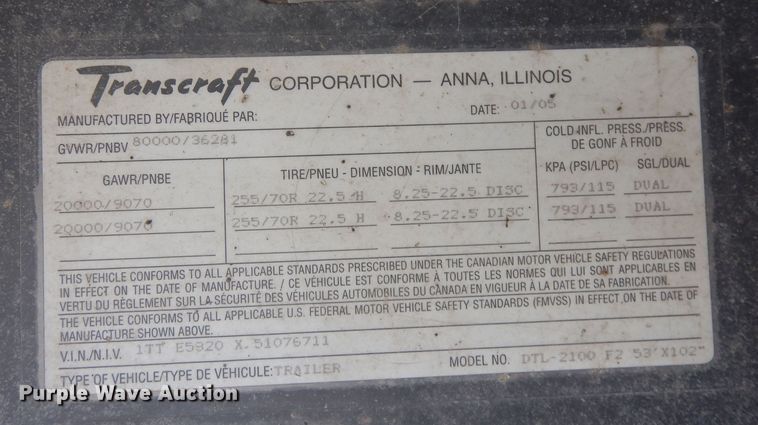 Transcraft CORPORATION — ANNA, ILLINOIS
MANUFACTURED BY/FABRIQUÉ PAR: DATE: 01/05
GVWR/PNBV 80000/36281
COLD INFL. PRESS./PRESS. DE GONF À FROID
GAWR/PNBE TIRE/PNEU - DIMENSION - RIM/JANTE KPA (PSI/LPC) SGL/DUAL
20000/9070 255/70R 22.5 H 8.25-22.5 DISC 793/115 DUAL
20000/9070 255/70R 22.5 H 8.25-22.5 DISC 793/115 DUAL
THIS VEHICLE CONFORMS TO ALL APPLICABLE STANDARDS PRESCRIBED UNDER THE CANADIAN MOTOR VEHICLE SAFETY REGULATIONS
IN EFFECT ON THE DATE OF MANUFACTURE. / CE VÉHICULE EST CONFORME À TOUTES LES NORMES QUI LUI SONT APPLICABLES EN
VERTU DU RÈGLEMENT SUR LA SÉCURITÉ DES VÉHICULES AUTOMOBILES DU CANADA EN VIGUEUR À LA DATE DE SA FABRICATION.
THE VEHICLE CONFORMS TO ALL APPLICABLE U.S. FEDERAL MOTOR VEHICLE SAFETY STANDARDS (FMVSS) IN EFFECT ON THE DATE OF
MANUFACTURE SHOWN ABOVE.
V.I.N./N.I.V. 1TT E5320 X 51076711
TYPE OF VEHICLE/TYPE DE VÉHICULE: TRAILER MODEL NO. DTL-2100 F2 53'X102"
Purple Wave Auction
Purple Wave Auction